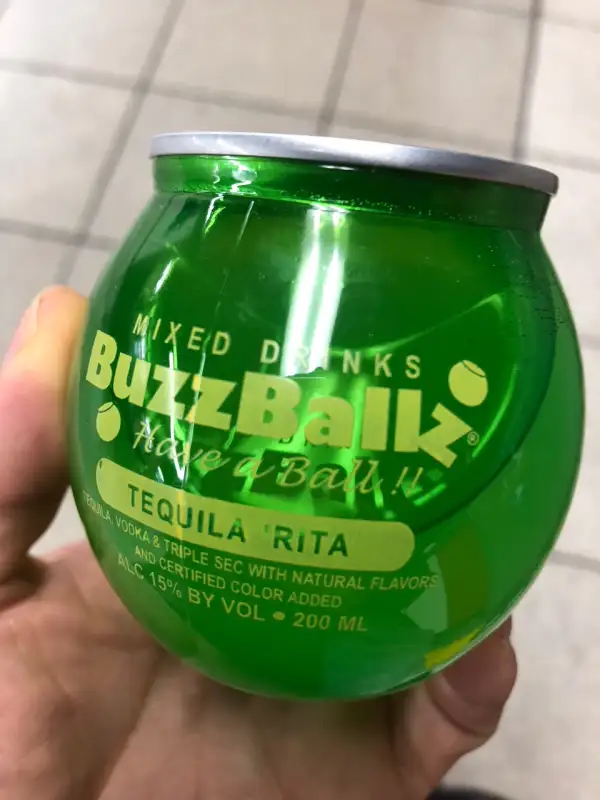 MIXED DRINKS
BuzzBallz®
Have a Ball!!
TEQUILA 'RITA
TEQUILA, VODKA & TRIPLE SEC WITH NATURAL FLAVORS
AND CERTIFIED COLOR ADDED
ALC 15% BY VOL • 200 ML